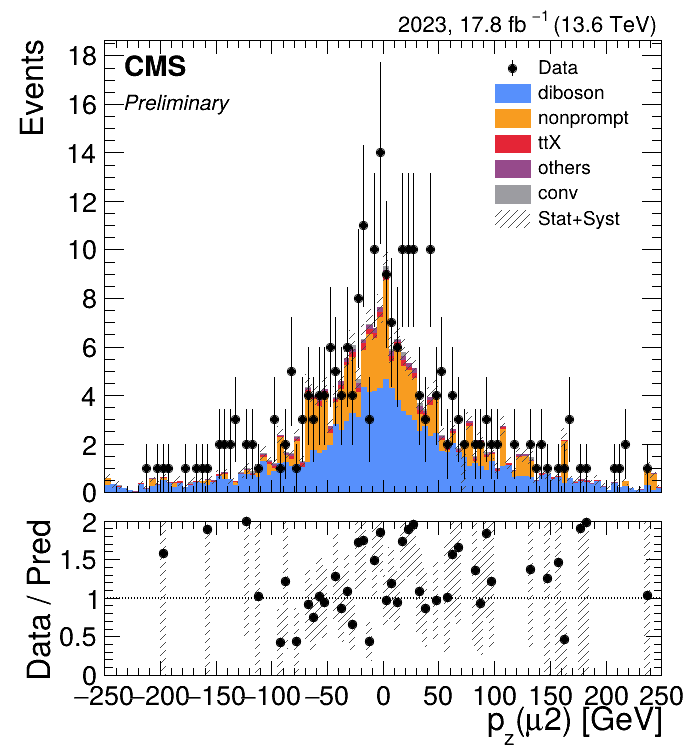 2023, 17.8 fb⁻¹ (13.6 TeV)
CMS
Preliminary
Events
18
16
14
12
10
8
6
4
2
0
Data
diboson
nonprompt
ttX
others
conv
Stat+Syst
Data / Pred
2
1.5
1
0.5
0
−250 −200 −150 −100 −50 0 50 100 150 200 250
p_z(μ2) [GeV]